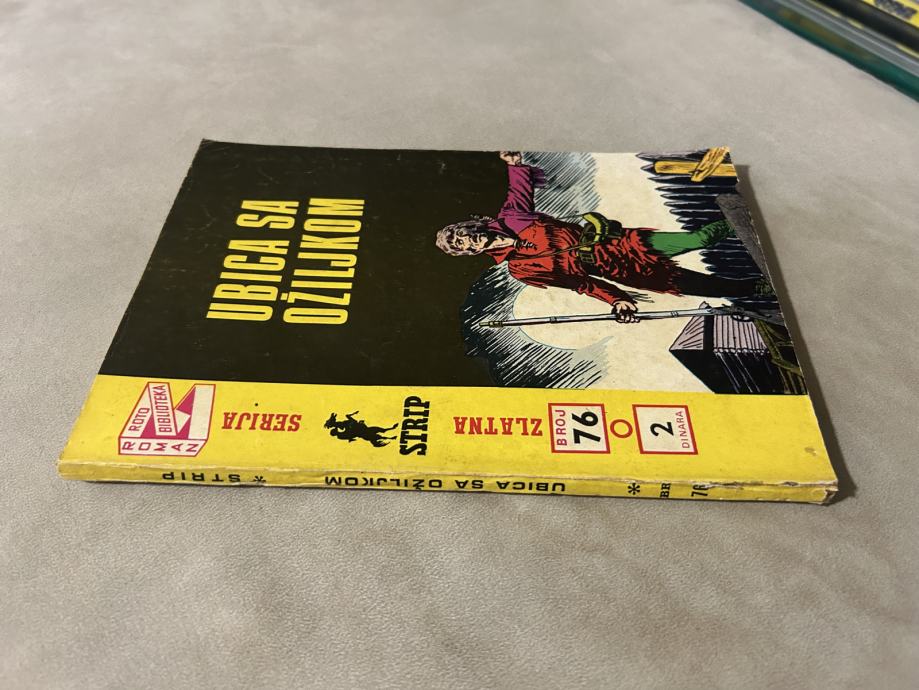 UBICA SA
OŽILJKOM
ROTO
BIBLIOTEKA
ROMAN
SERIJA
STRIP
ZLATNA
BROJ
76
2
DINARA
* STRIP
UBICA SA OŽILJKOM
*
BR
76